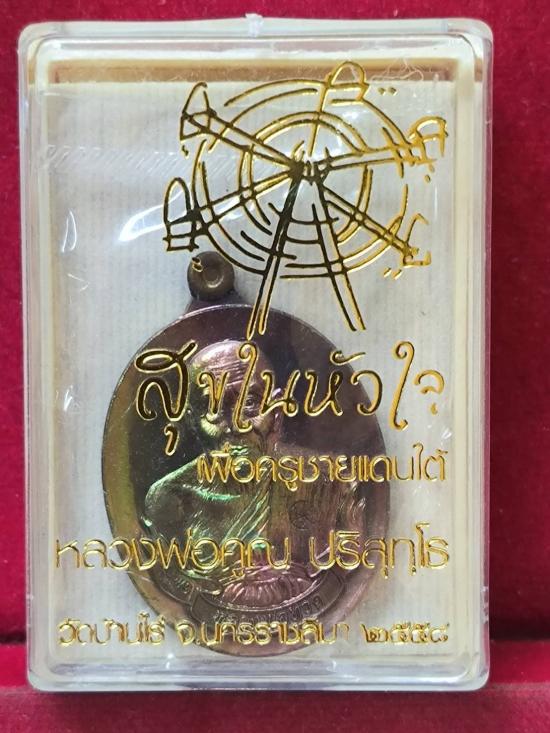 สุขในหัวใจ
เพื่อครูชายแดนใต้
หลวงพ่อคูณ ปริสุทฺโธ
วัดบ้านไร่ จ.นครราชสีมา ๒๕๕๘